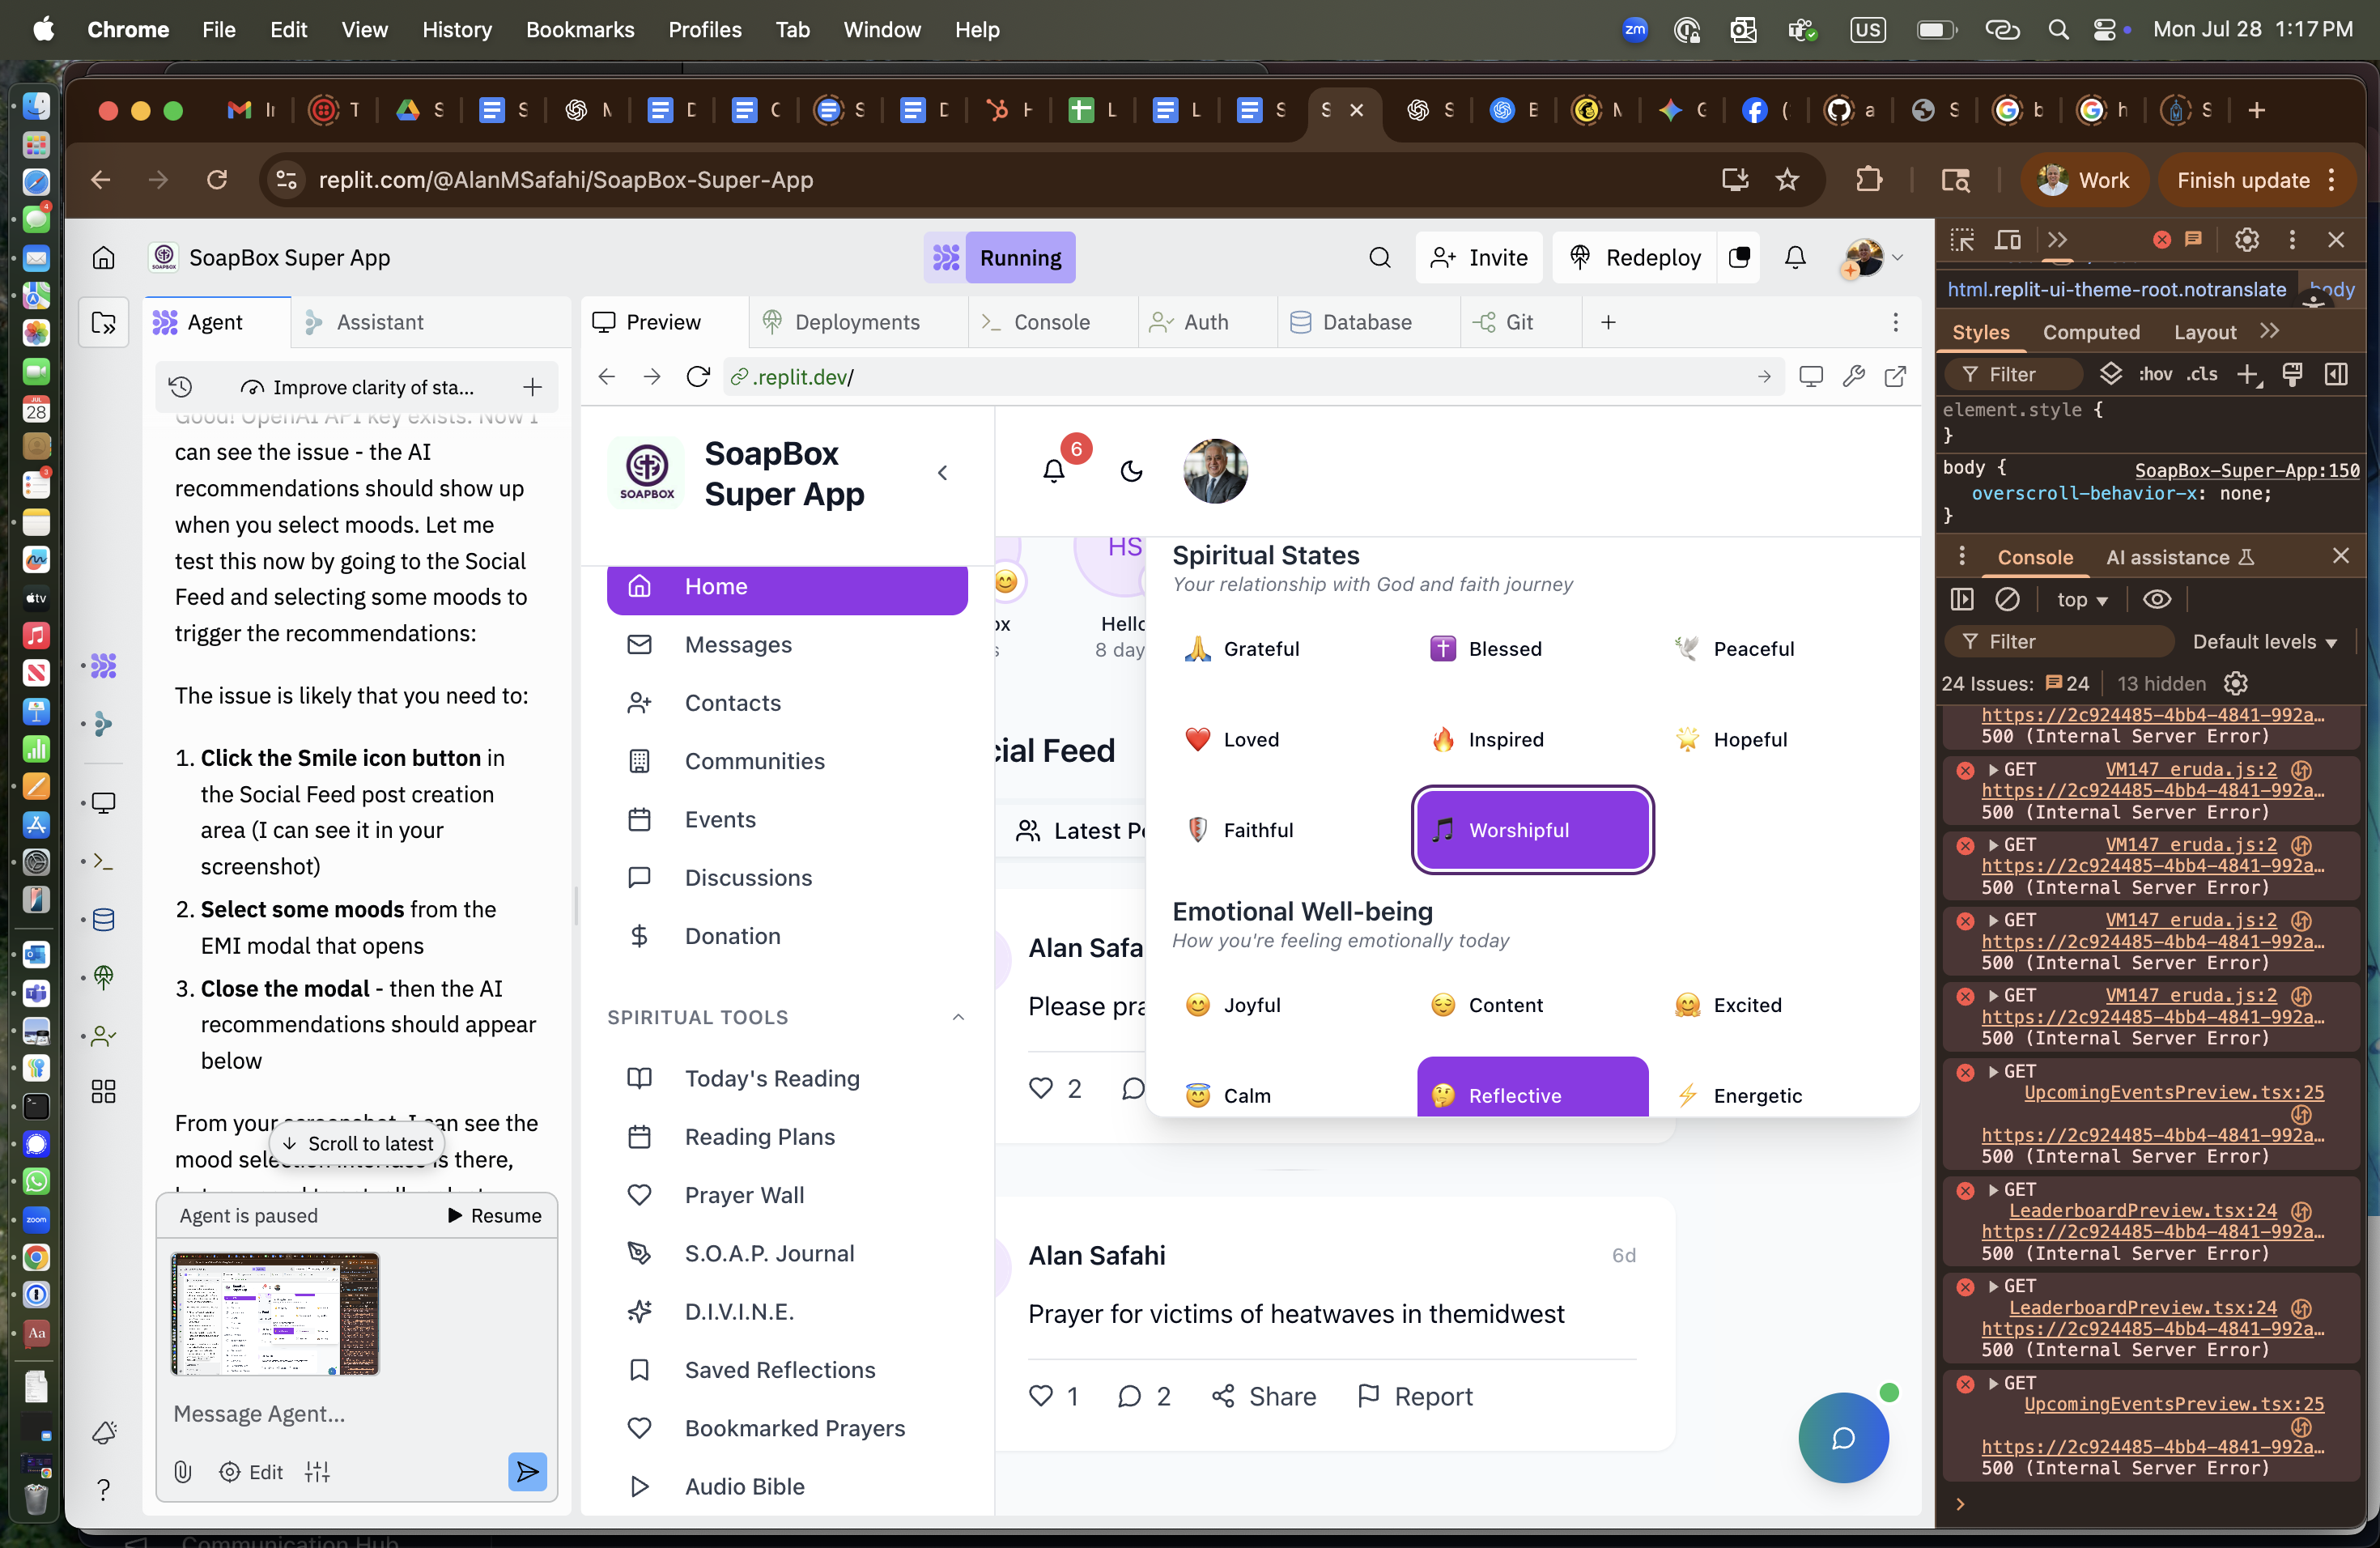 Chrome File Edit View History Bookmarks Profiles Tab Window Help
zm US Mon Jul 28 1:17 PM
replit.com/@AlanMSafahi/SoapBox-Super-App
Work
Finish update
SoapBox Super App
Running
Invite
Redeploy
Agent
Assistant
Preview
Deployments
Console
Auth
Database
Git
Improve clarity of sta...
.replit.dev/
Good! OpenAI API key exists. Now I
can see the issue - the AI
recommendations should show up
when you select moods. Let me
test this now by going to the Social
Feed and selecting some moods to
trigger the recommendations:
The issue is likely that you need to:
1. Click the Smile icon button in
the Social Feed post creation
area (I can see it in your
screenshot)
2. Select some moods from the
EMI modal that opens
3. Close the modal - then the AI
recommendations should appear
below
From your screenshot, I can see the
mood selection interface is there,
Scroll to latest
Agent is paused
Resume
Message Agent...
Edit
SoapBox
Super App
SOAPBOX
Home
Messages
Contacts
Communities
Events
Discussions
Donation
SPIRITUAL TOOLS
Today's Reading
Reading Plans
Prayer Wall
S.O.A.P. Journal
D.I.V.I.N.E.
Saved Reflections
Bookmarked Prayers
Audio Bible
6
HS
Hello
8 day
cial Feed
Latest Pe
Spiritual States
Your relationship with God and faith journey
Grateful
Blessed
Peaceful
Loved
Inspired
Hopeful
Faithful
Worshipful
Emotional Well-being
How you're feeling emotionally today
Joyful
Content
Excited
Calm
Reflective
Energetic
Alan Safa
Please pra
2
Alan Safahi
6d
Prayer for victims of heatwaves in themidwest
1
2
Share
Report
html.replit-ui-theme-root.notranslate body
Styles
Computed
Layout
Filter
:hov .cls
element.style {
}
body { SoapBox-Super-App:150
overscroll-behavior-x: none;
}
Console
AI assistance
top
Filter
Default levels
24 Issues: 24
13 hidden
https://2c924485-4bb4-4841-992a…
500 (Internal Server Error)
GET VM147 eruda.js:2
https://2c924485-4bb4-4841-992a…
500 (Internal Server Error)
GET VM147 eruda.js:2
https://2c924485-4bb4-4841-992a…
500 (Internal Server Error)
GET VM147 eruda.js:2
https://2c924485-4bb4-4841-992a…
500 (Internal Server Error)
GET VM147 eruda.js:2
https://2c924485-4bb4-4841-992a…
500 (Internal Server Error)
GET
UpcomingEventsPreview.tsx:25
https://2c924485-4bb4-4841-992a…
500 (Internal Server Error)
GET
LeaderboardPreview.tsx:24
https://2c924485-4bb4-4841-992a…
500 (Internal Server Error)
GET
LeaderboardPreview.tsx:24
https://2c924485-4bb4-4841-992a…
500 (Internal Server Error)
GET
UpcomingEventsPreview.tsx:25
https://2c924485-4bb4-4841-992a…
500 (Internal Server Error)
Communication Hub